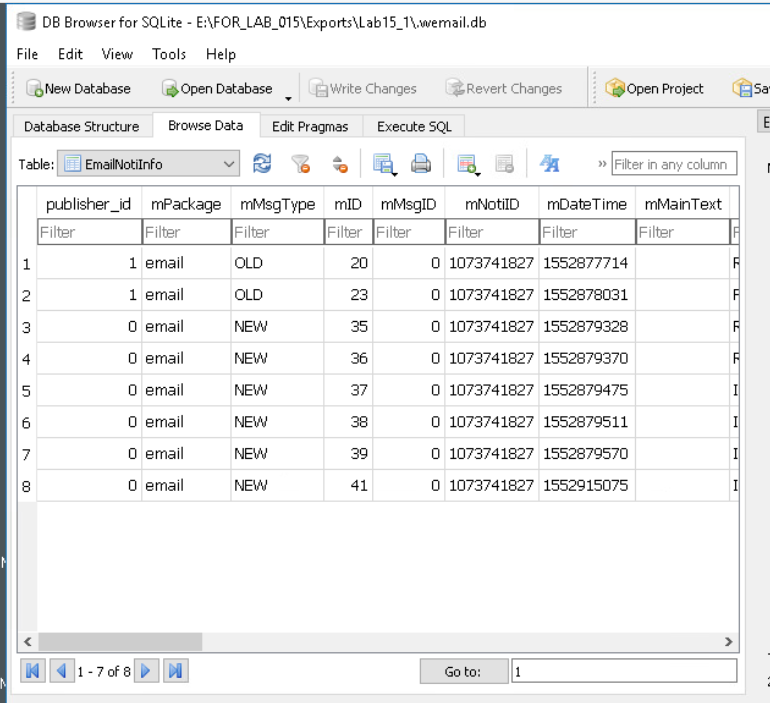 DB Browser for SQLite - E:\FOR_LAB_015\Exports\Lab15_1\.wemail.db
File Edit View Tools Help
New Database Open Database Write Changes Revert Changes Open Project Sa
Database Structure Browse Data Edit Pragmas Execute SQL E
Table: EmailNotiInfo » Filter in any column
publisher_id mPackage mMsgType mID mMsgID mNotiID mDateTime mMainText
Filter Filter Filter Filter Filter Filter Filter Filter F
1 1 email OLD 20 0 1073741827 1552877714 R
2 1 email OLD 23 0 1073741827 1552878031 F
3 0 email NEW 35 0 1073741827 1552879328 R
4 0 email NEW 36 0 1073741827 1552879370 R
5 0 email NEW 37 0 1073741827 1552879475 I
6 0 email NEW 38 0 1073741827 1552879511 I
7 0 email NEW 39 0 1073741827 1552879570 I
8 0 email NEW 41 0 1073741827 1552915075 I
1 - 7 of 8 Go to: 1